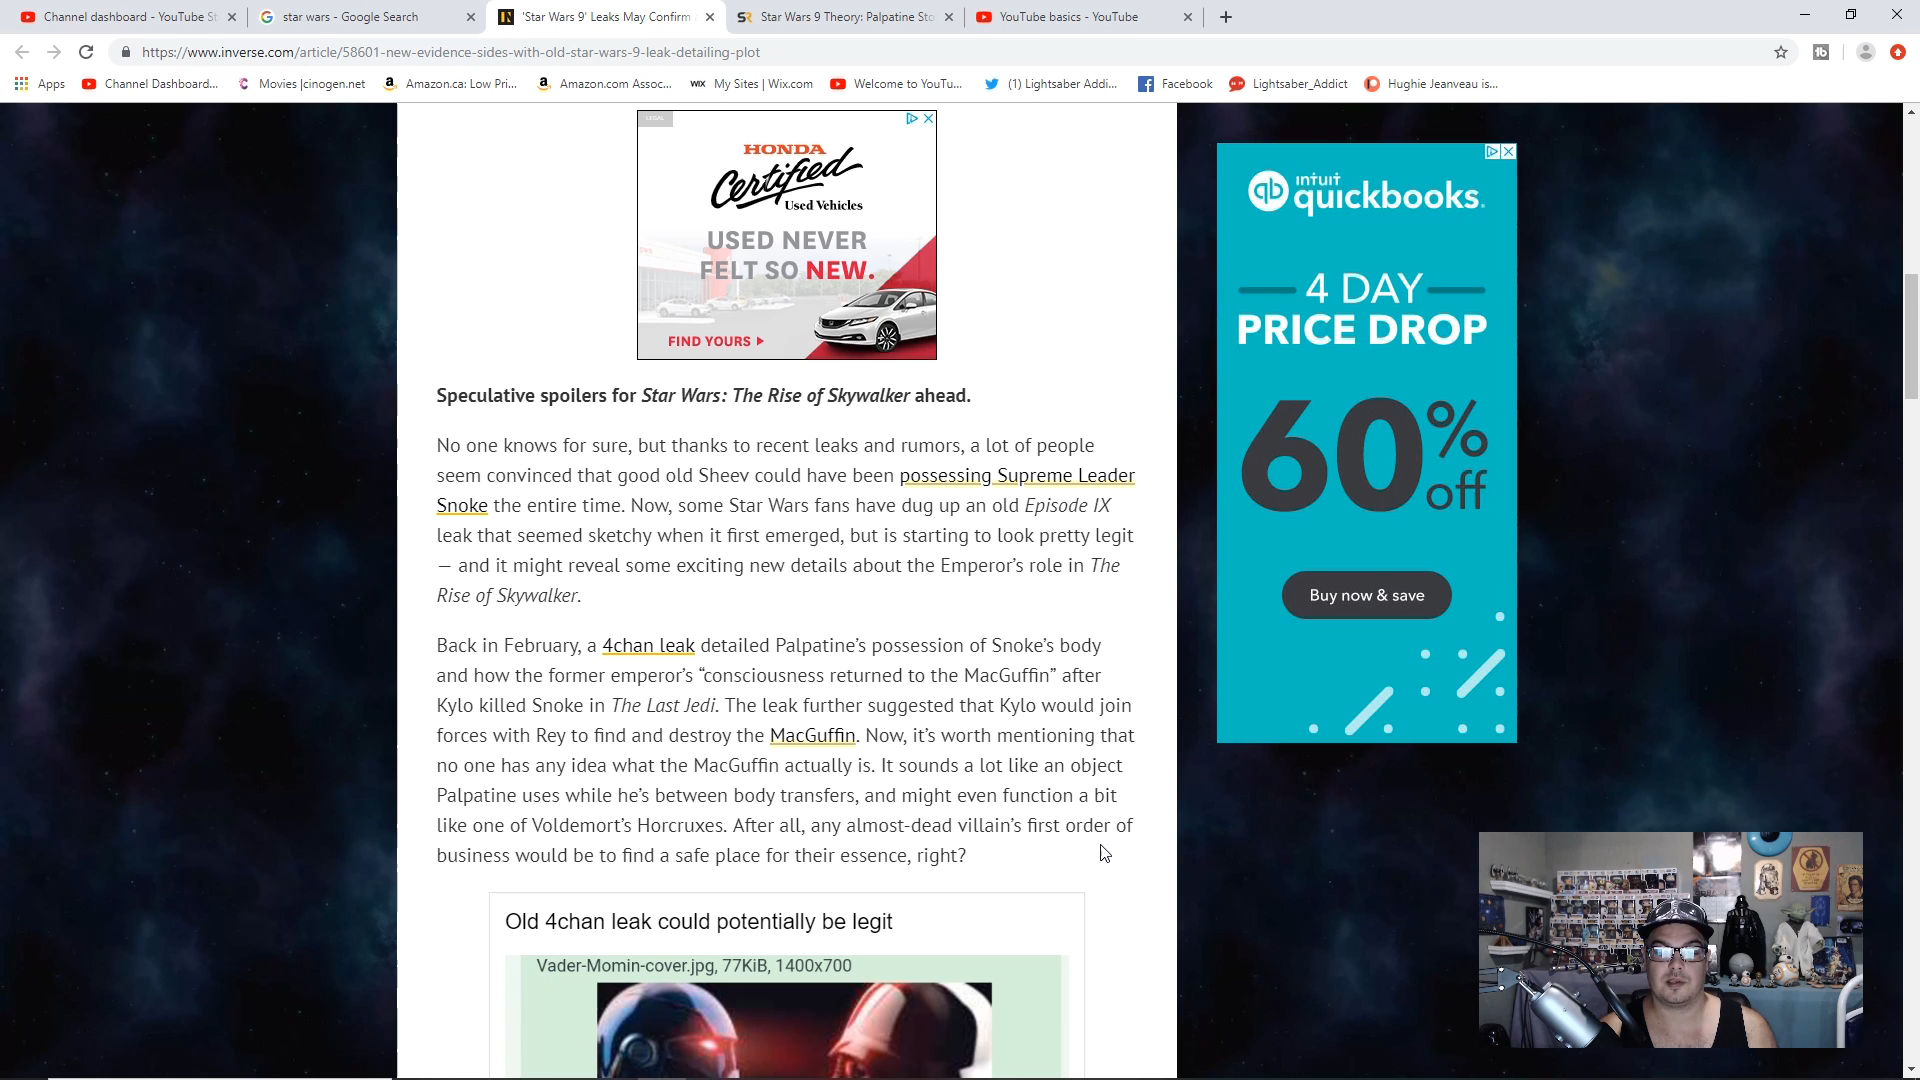 Channel dashboard - YouTube St
star wars - Google Search
'Star Wars 9' Leaks May Confirm
Star Wars 9 Theory: Palpatine Sto
YouTube basics - YouTube
https://www.inverse.com/article/58601-new-evidence-sides-with-old-star-wars-9-leak-detailing-plot
Apps
Channel Dashboard...
Movies |cinogen.net
Amazon.ca: Low Pri...
Amazon.com Assoc...
WIX My Sites | Wix.com
Welcome to YouTu...
(1) Lightsaber Addi...
Facebook
Lightsaber_Addict
Hughie Jeanveau is...
LEGAL
HONDA
Certified
Used Vehicles
USED NEVER
FELT SO NEW.
FIND YOURS
Speculative spoilers for Star Wars: The Rise of Skywalker ahead.
No one knows for sure, but thanks to recent leaks and rumors, a lot of people
seem convinced that good old Sheev could have been possessing Supreme Leader
Snoke the entire time. Now, some Star Wars fans have dug up an old Episode IX
leak that seemed sketchy when it first emerged, but is starting to look pretty legit
— and it might reveal some exciting new details about the Emperor's role in The
Rise of Skywalker.
Back in February, a 4chan leak detailed Palpatine's possession of Snoke's body
and how the former emperor's “consciousness returned to the MacGuffin” after
Kylo killed Snoke in The Last Jedi. The leak further suggested that Kylo would join
forces with Rey to find and destroy the MacGuffin. Now, it's worth mentioning that
no one has any idea what the MacGuffin actually is. It sounds a lot like an object
Palpatine uses while he's between body transfers, and might even function a bit
like one of Voldemort's Horcruxes. After all, any almost-dead villain's first order of
business would be to find a safe place for their essence, right?
Old 4chan leak could potentially be legit
Vader-Momin-cover.jpg, 77KiB, 1400x700
qb intuit
quickbooks.
4 DAY
PRICE DROP
60%
off
Buy now & save